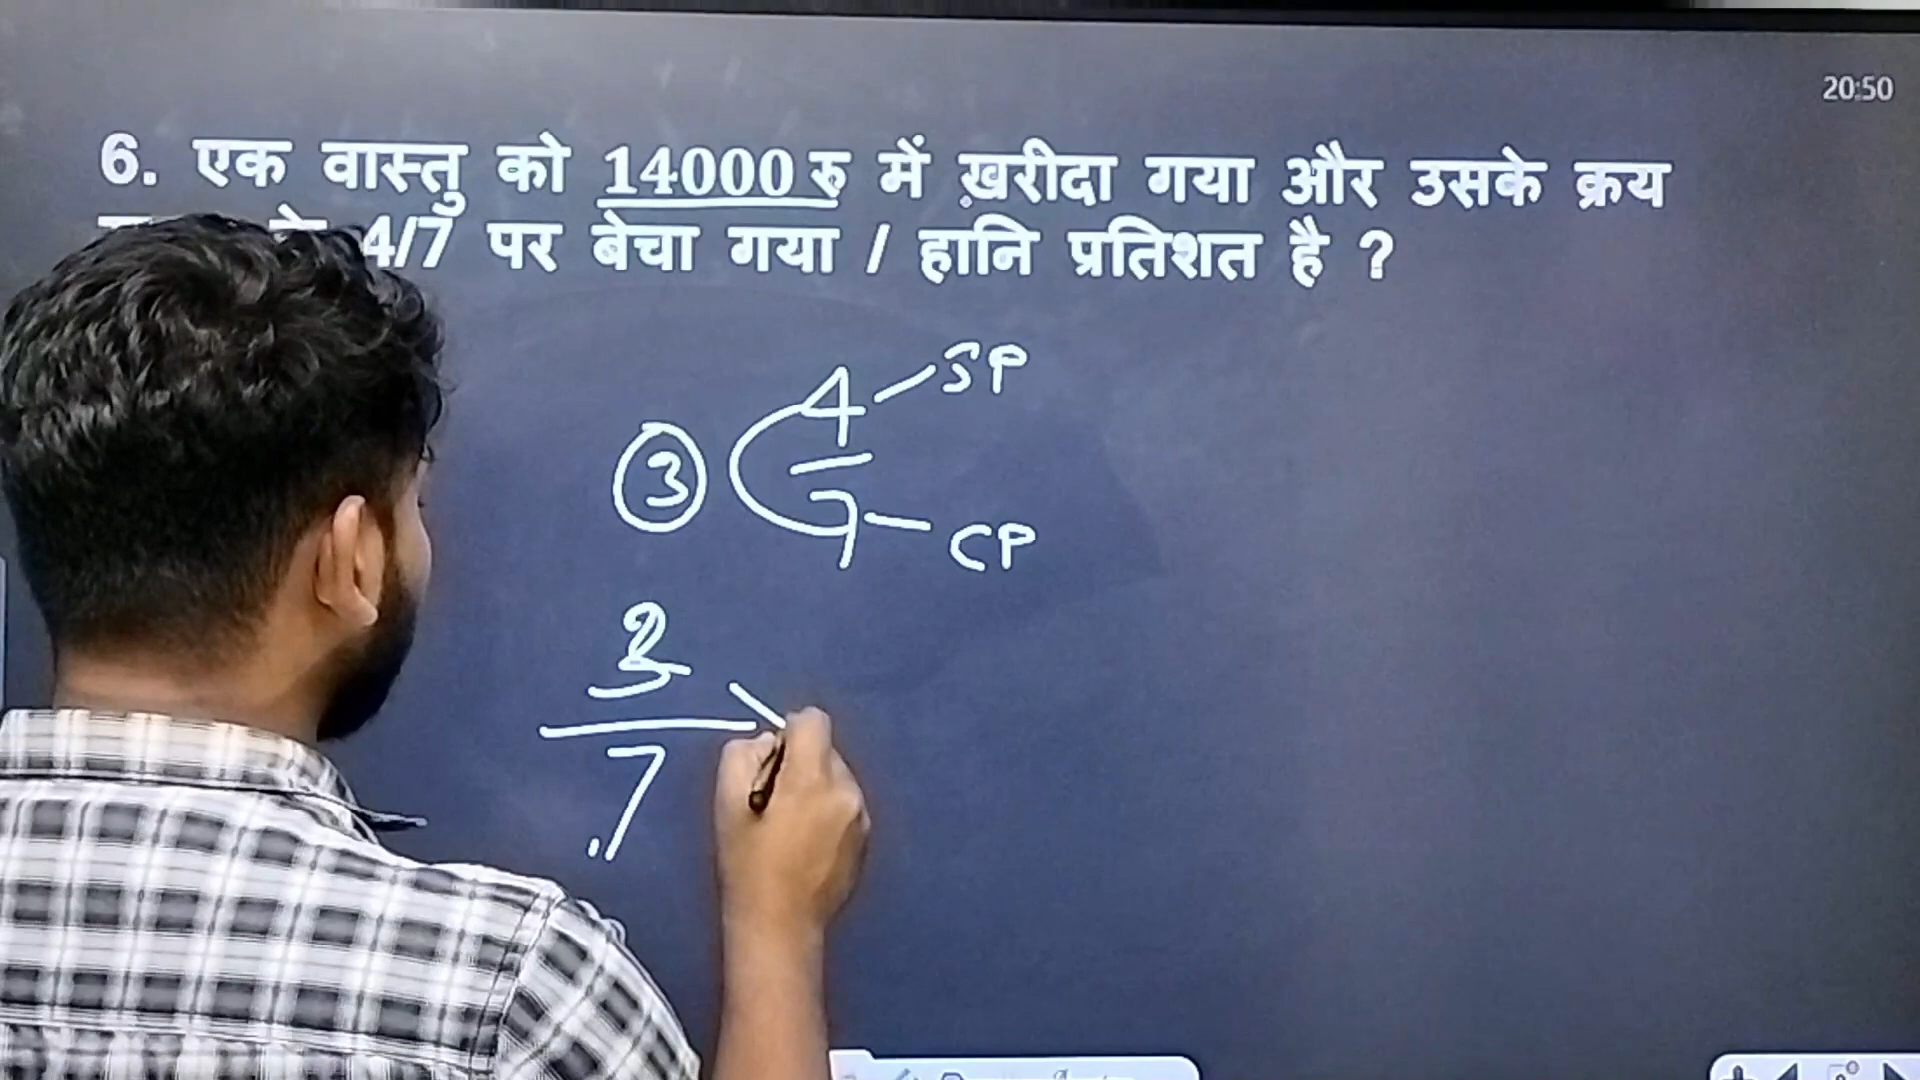 20:50
6. एक वास्तु को 14000 रु में ख़रीदा गया और उसके क्रय
4/7 पर बेचा गया / हानि प्रतिशत है ?
4 SP
3
7 CP
3
7